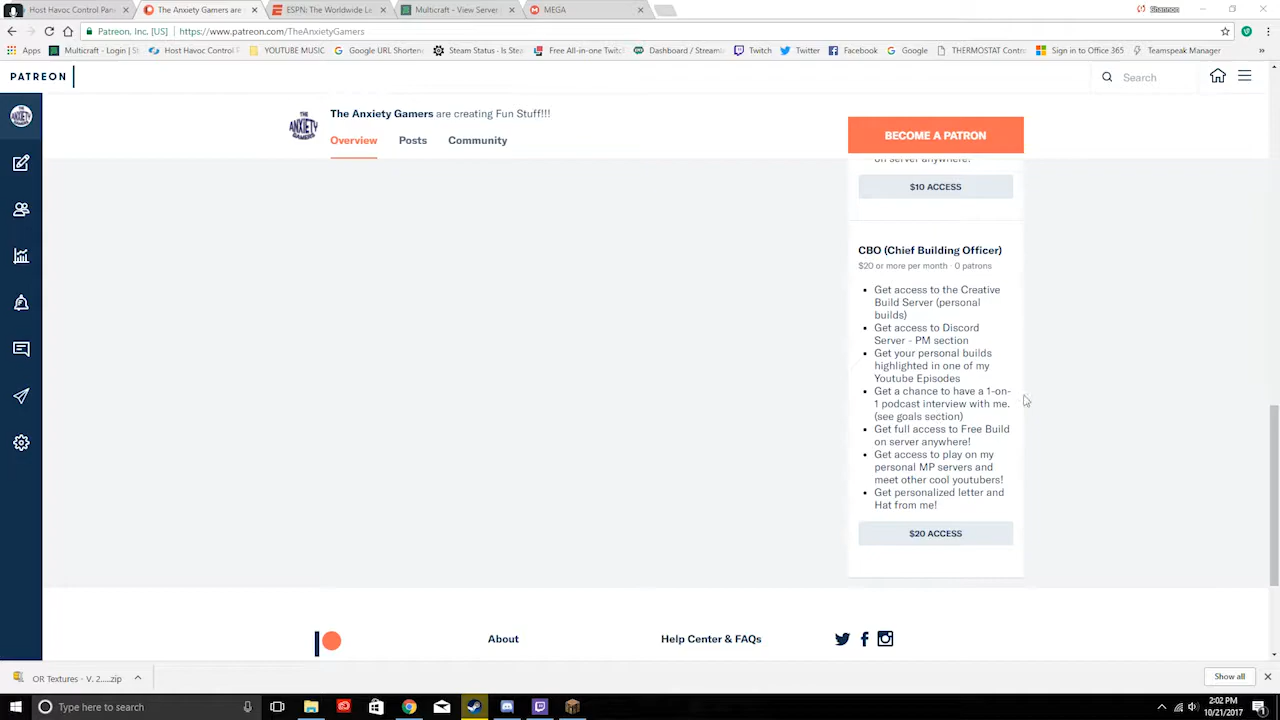 Host Havoc Control Pan
The Anxiety Gamers are
ESPN: The Worldwide Le
Multicraft - View Server
MEGA
Shannon
Patreon, Inc. [US]
https://www.patreon.com/TheAnxietyGamers
Apps
Multicraft - Login | S
Host Havoc Control P
YOUTUBE MUSIC
Google URL Shortene
Steam Status · Is Stea
Free All-in-one Twitc
Dashboard / Streamli
Twitch
Twitter
Facebook
Google
THERMOSTAT Contr
Sign in to Office 365
Teamspeak Manager
»
PATREON
Search
The Anxiety Gamers are creating Fun Stuff!!!
THE ANXIETY GAMERS
Overview
Posts
Community
BECOME A PATRON
on server anywhere!
$10 ACCESS
CBO (Chief Building Officer)
$20 or more per month · 0 patrons
Get access to the Creative
Build Server (personal
builds)
Get access to Discord
Server - PM section
Get your personal builds
highlighted in one of my
Youtube Episodes
Get a chance to have a 1-on-
1 podcast interview with me.
(see goals section)
Get full access to Free Build
on server anywhere!
Get access to play on my
personal MP servers and
meet other cool youtubers!
Get personalized letter and
Hat from me!
$20 ACCESS
About
Help Center & FAQs
OR Textures - V. 2.....zip
Show all
Type here to search
2:02 PM
10/21/2017